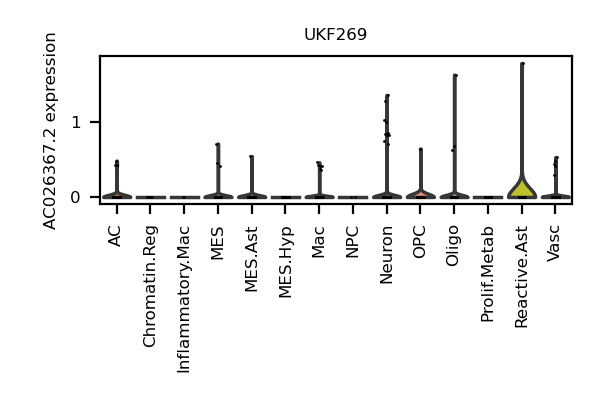 UKF269
AC026367.2 expression
1
0
AC
Chromatin.Reg
Inflammatory.Mac
MES
MES.Ast
MES.Hyp
Mac
NPC
Neuron
OPC
Oligo
Prolif.Metab
Reactive.Ast
Vasc